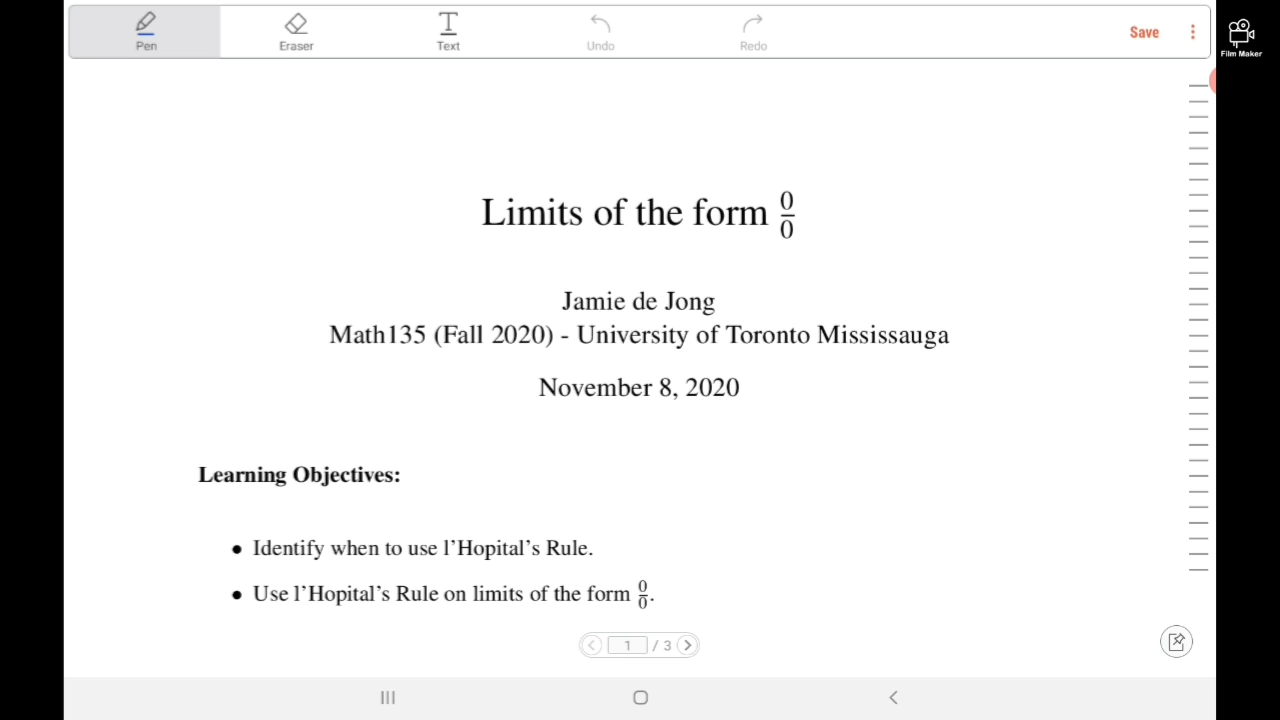 Pen
Eraser
Text
Undo
Redo
Save
Film Maker
Limits of the form 0/0
Jamie de Jong
Math135 (Fall 2020) - University of Toronto Mississauga
November 8, 2020
Learning Objectives:
• Identify when to use l'Hopital's Rule.
• Use l'Hopital's Rule on limits of the form 0/0.
1 / 3